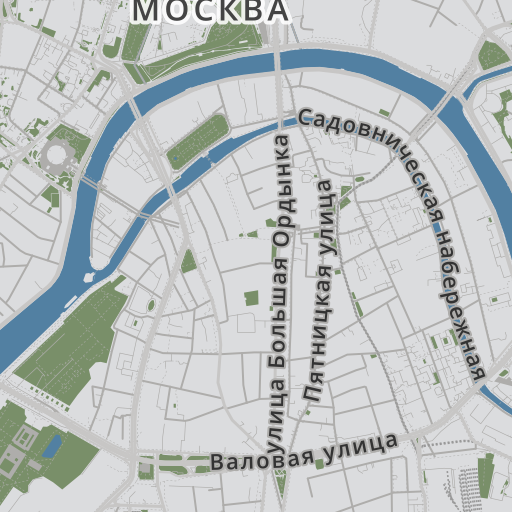 МОСКВА
Садовническая набережная
улица Большая Ордынка
Пятницкая улица
Валовая улица